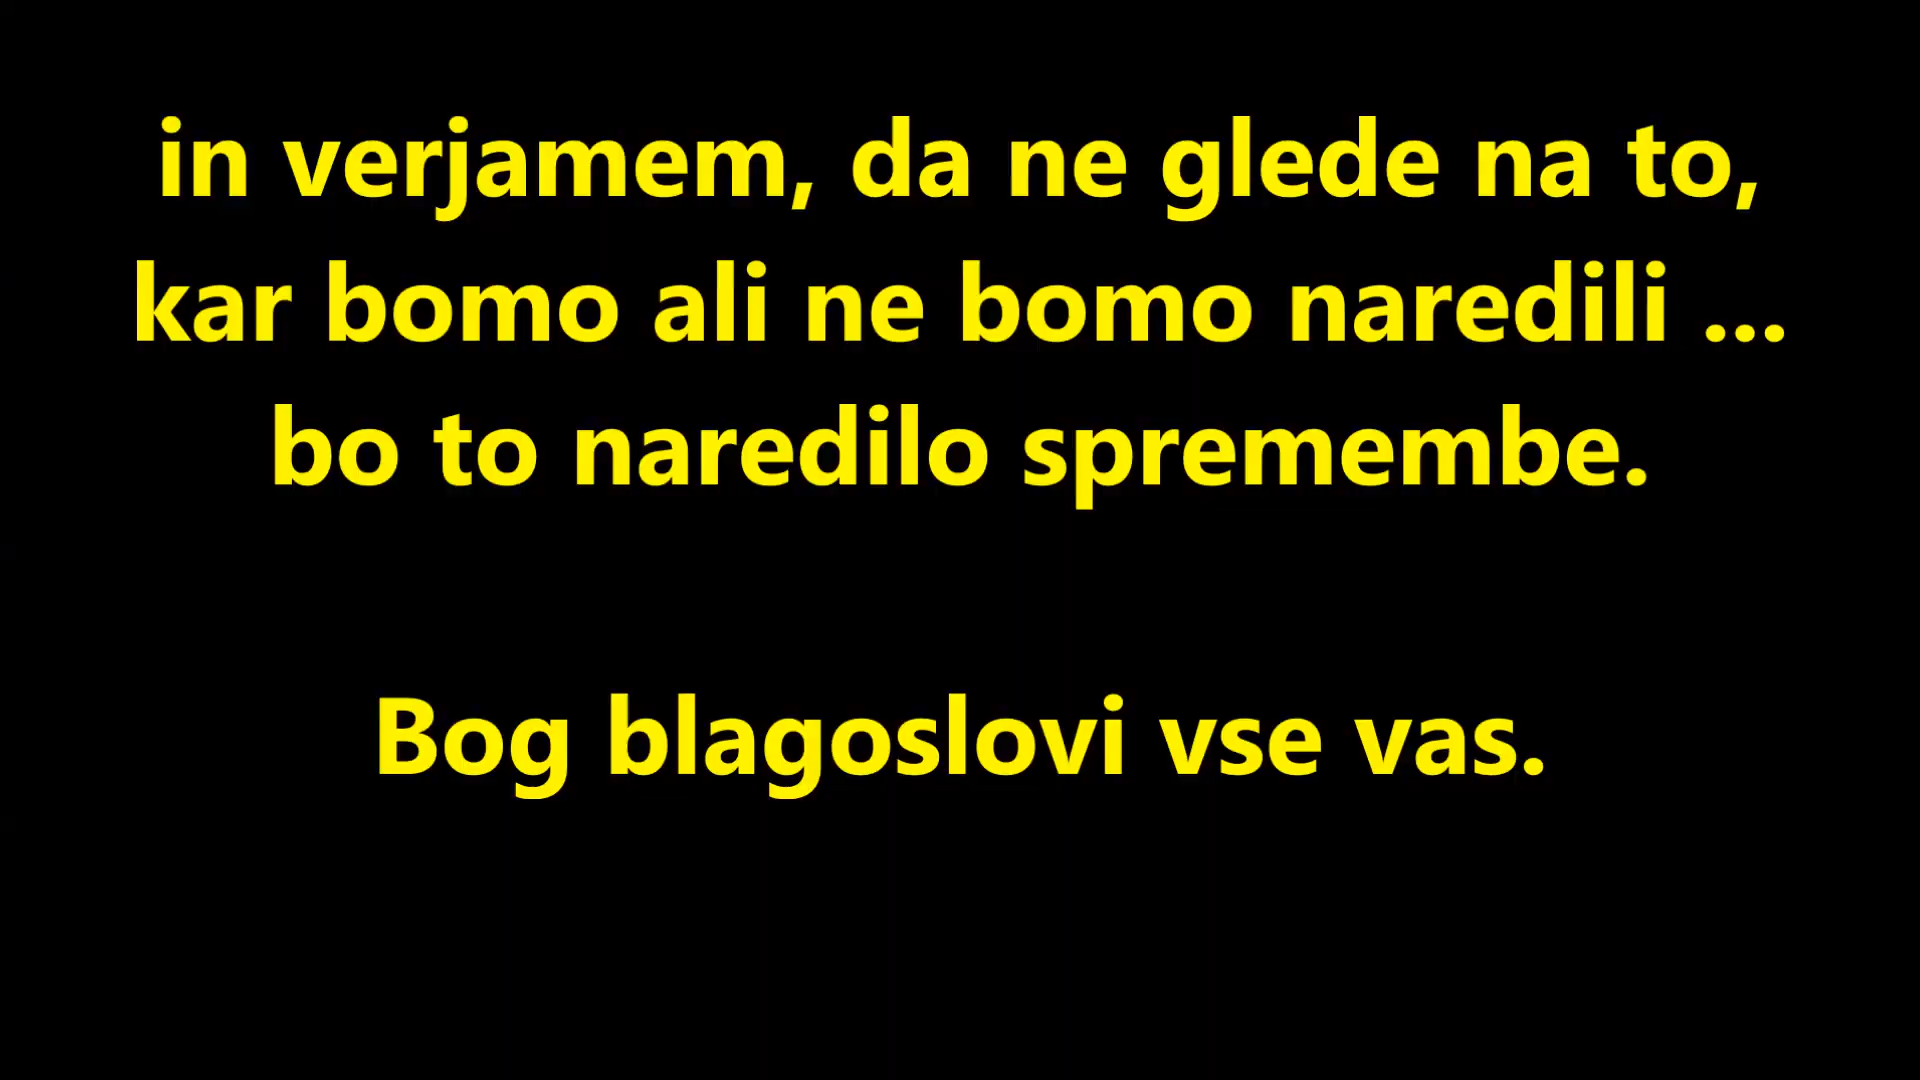 in verjamem, da ne glede na to,
kar bomo ali ne bomo naredili ...
bo to naredilo spremembe.
Bog blagoslovi vse vas.